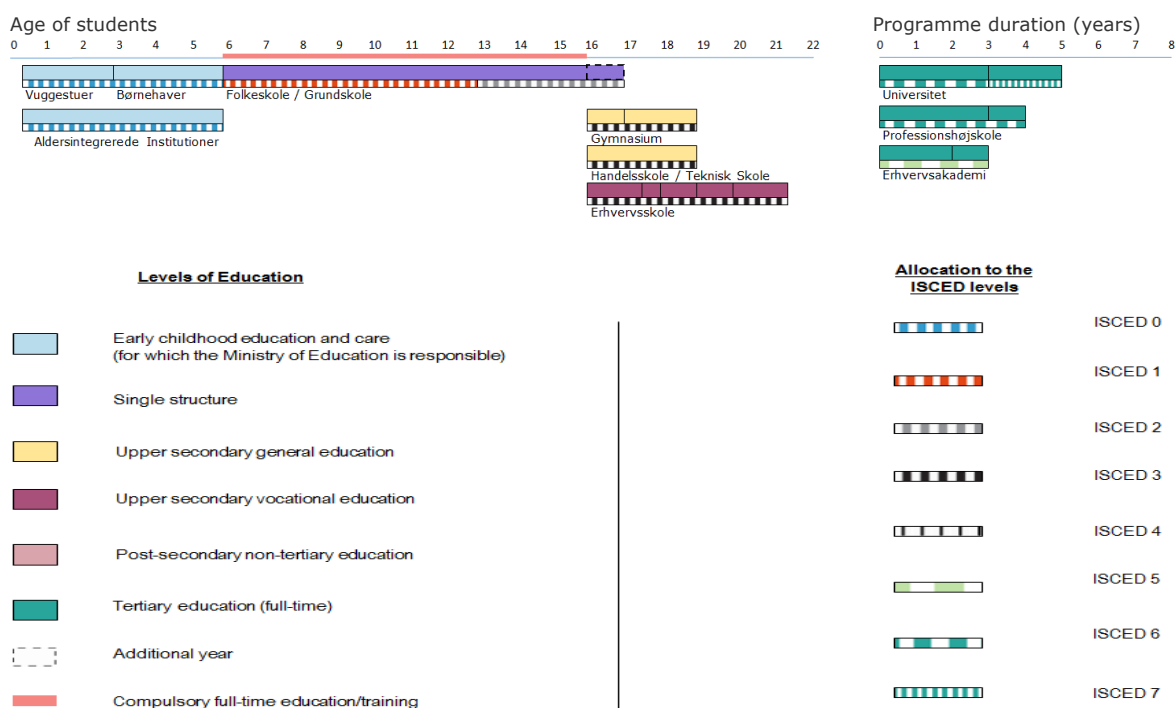 Age of students
Programme duration (years)
0 1 2 3 4 5 6 7 8 9 10 11 12 13 14 15 16 17 18 19 20 21 22
0 1 2 3 4 5 6 7 8
Vuggestuer Børnehaver Folkeskole / Grundskole
Universitet
Aldersintegrerede Institutioner
Gymnasium
Professionshøjskole
Handelsskole / Teknisk Skole
Erhvervsakademi
Erhvervsskole
Levels of Education
Early childhood education and care
(for which the Ministry of Education is responsible)
Single structure
Upper secondary general education
Upper secondary vocational education
Post-secondary non-tertiary education
Tertiary education (full-time)
Additional year
Compulsory full-time education/training
Allocation to the
ISCED levels
ISCED 0
ISCED 1
ISCED 2
ISCED 3
ISCED 4
ISCED 5
ISCED 6
ISCED 7